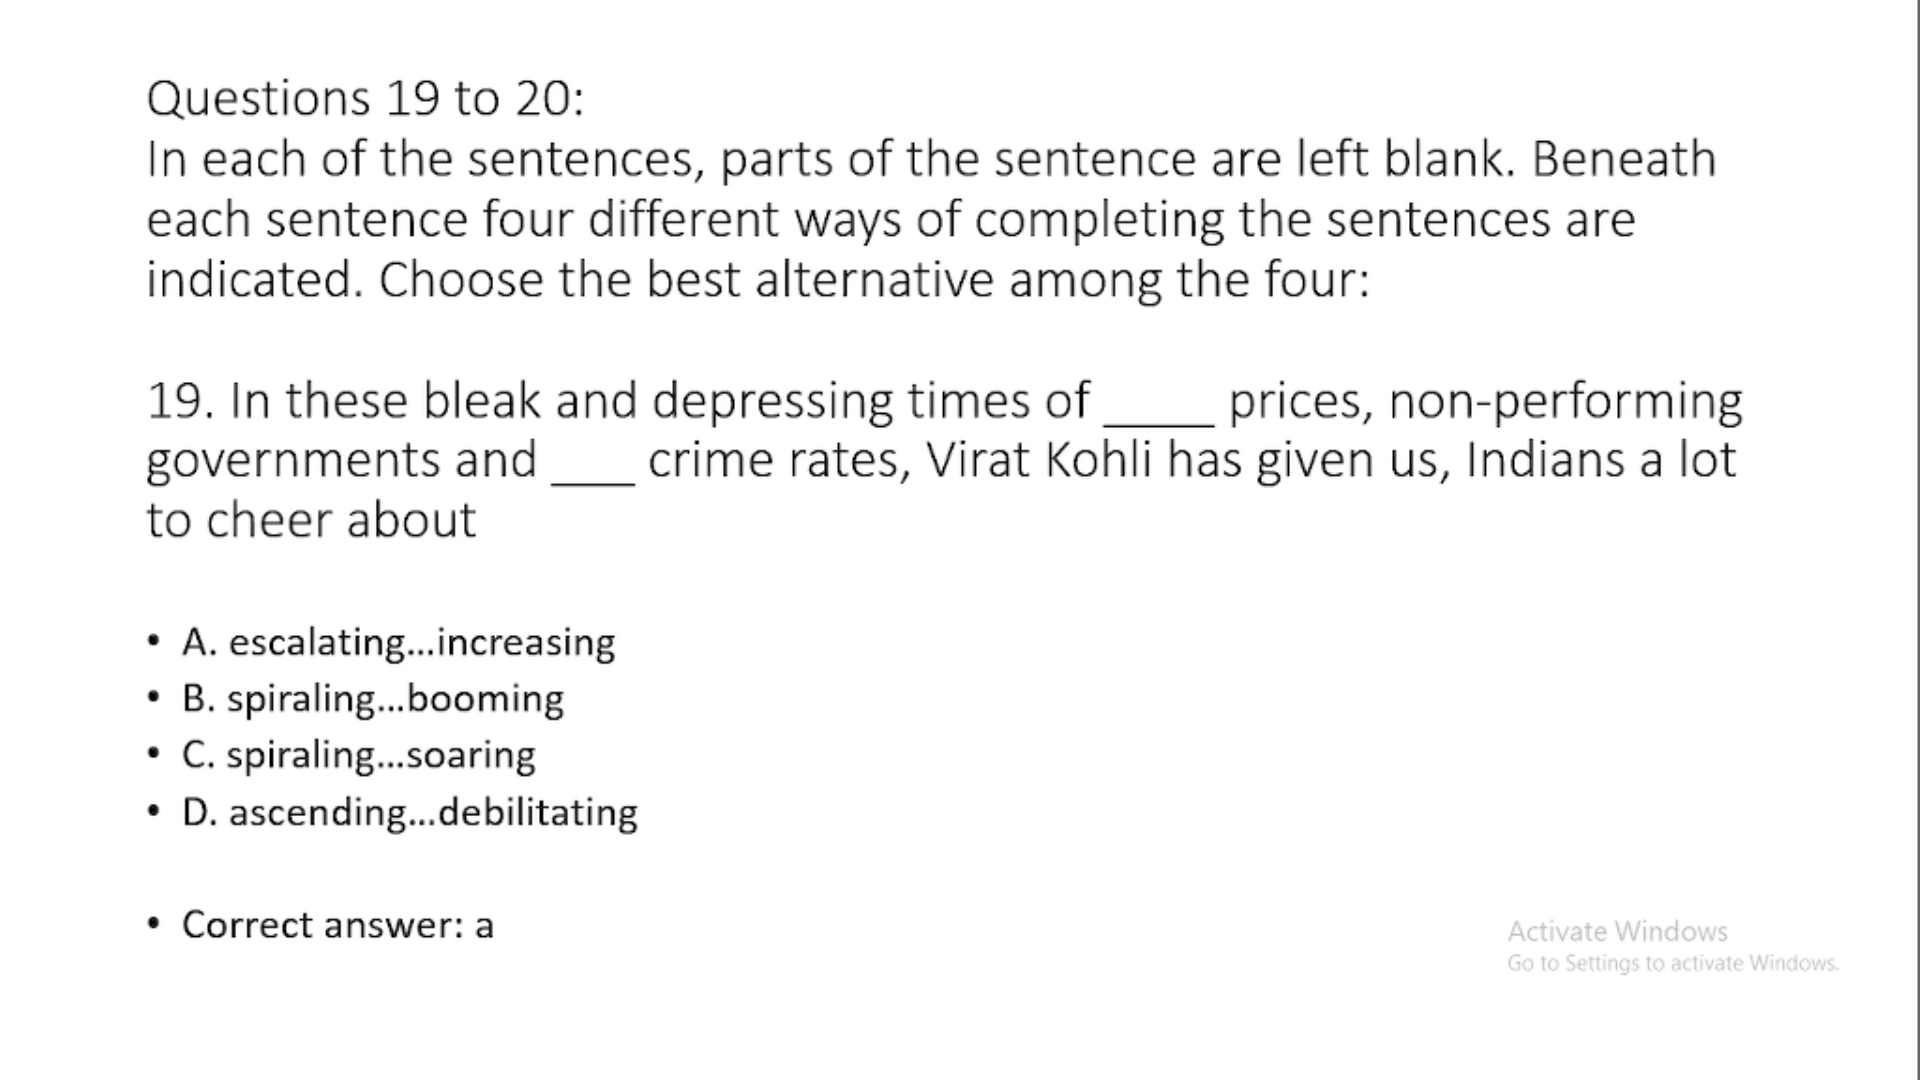 Questions 19 to 20:
In each of the sentences, parts of the sentence are left blank. Beneath
each sentence four different ways of completing the sentences are
indicated. Choose the best alternative among the four:
19. In these bleak and depressing times of ____ prices, non-performing
governments and ___ crime rates, Virat Kohli has given us, Indians a lot
to cheer about
• A. escalating...increasing
• B. spiraling...booming
• C. spiraling...soaring
• D. ascending...debilitating
• Correct answer: a
Activate Windows
Go to Settings to activate Windows.